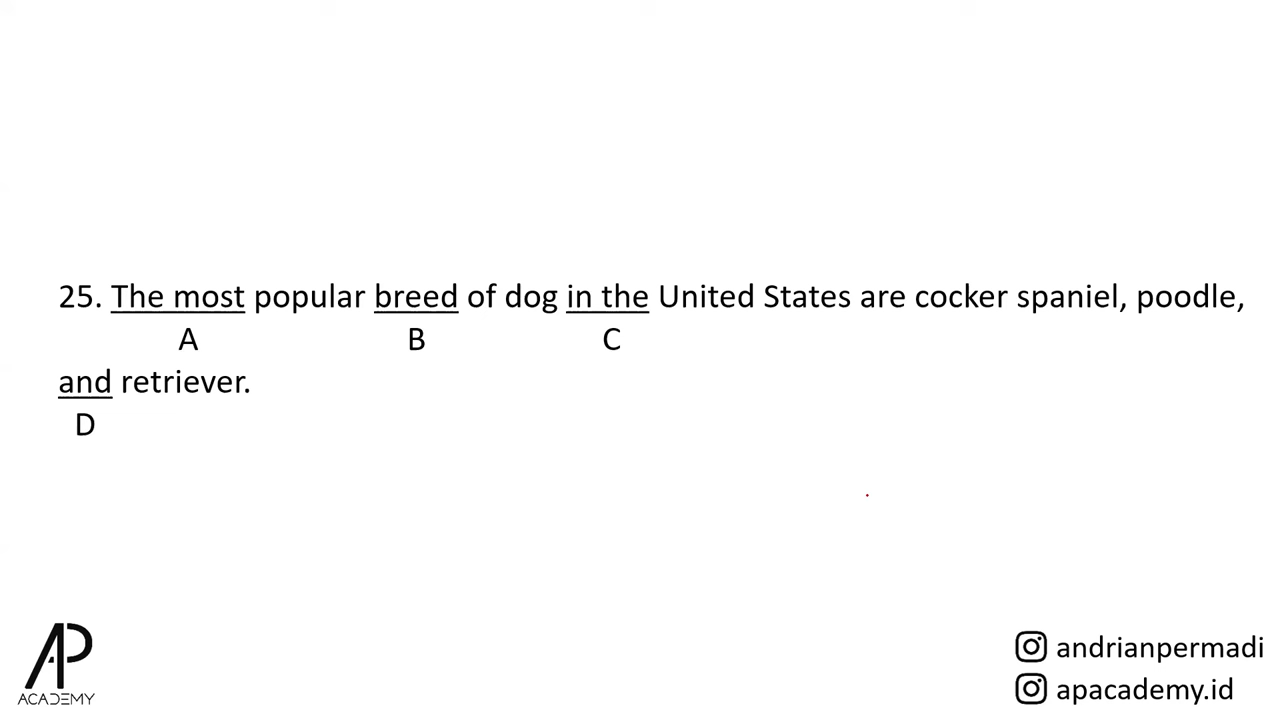 25. The most popular breed of dog in the United States are cocker spaniel, poodle,
A B C
and retriever.
D
AP
ACADEMY
andrianpermadi
apacademy.id